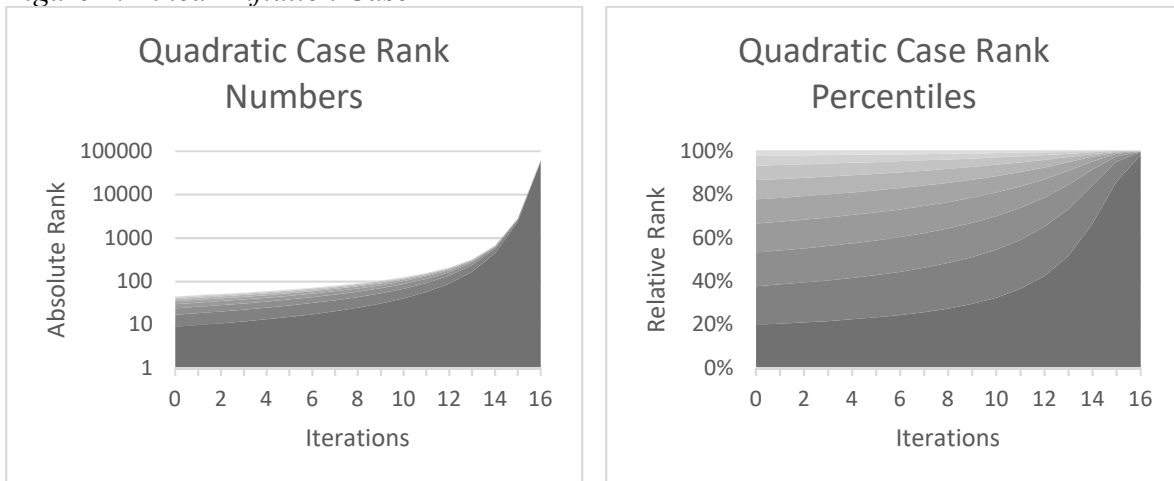 Quadratic Case Rank
Numbers
Absolute Rank
100000
10000
1000
100
10
1
0 2 4 6 8 10 12 14 16
Iterations
Quadratic Case Rank
Percentiles
Relative Rank
100%
80%
60%
40%
20%
0%
0 2 4 6 8 10 12 14 16
Iterations